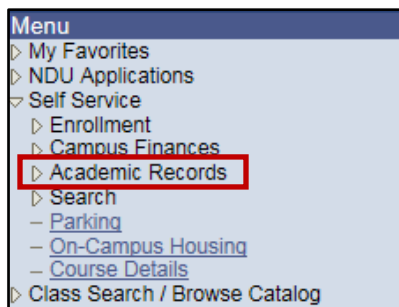 Menu
My Favorites
NDU Applications
Self Service
Enrollment
Campus Finances
Academic Records
Search
– Parking
– On-Campus Housing
– Course Details
Class Search / Browse Catalog